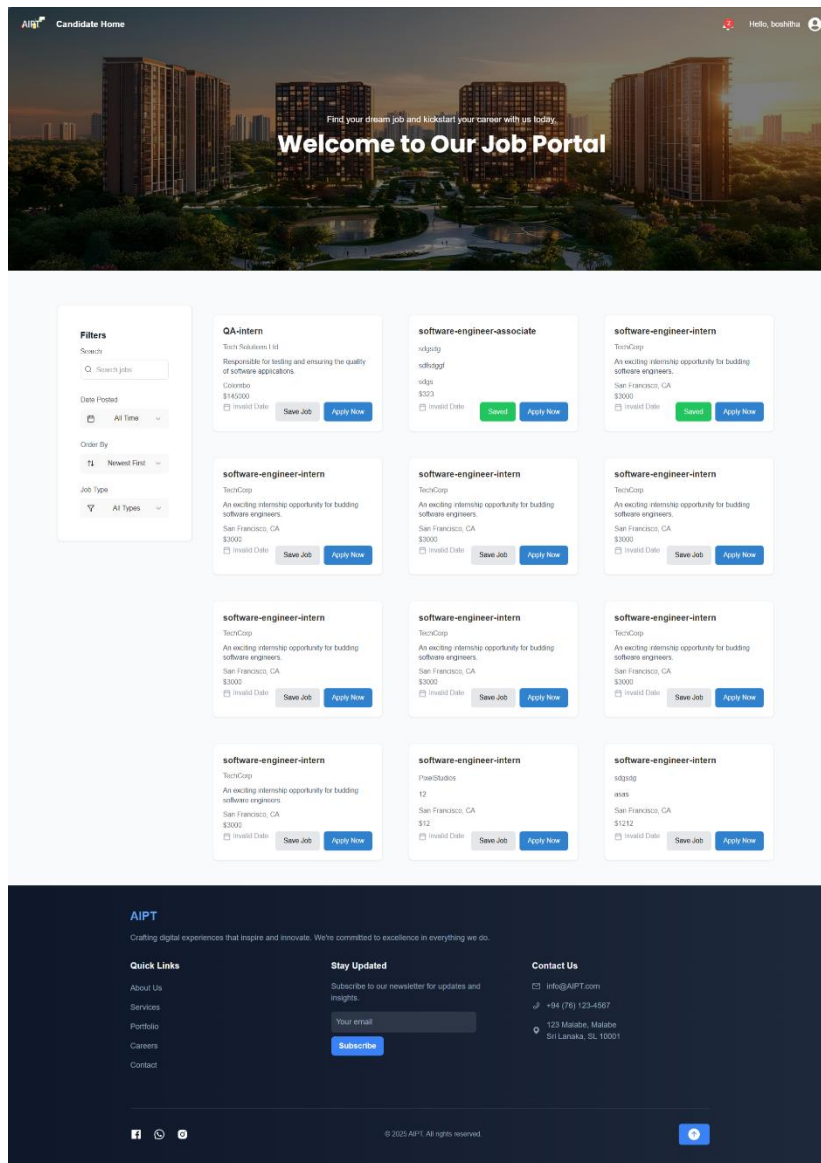 AIPT
Candidate Home
2
Hello, boshitha
Find your dream job and kickstart your career with us today.
Welcome to Our Job Portal
Filters
Search
Search jobs
Date Posted
All Time
Order By
Newest First
Job Type
All Types
QA-intern
Tech Solutions Ltd
Responsible for testing and ensuring the quality
of software applications.
Colombo
$145000
Invalid Date
Save Job
Apply Now
software-engineer-associate
sdgsdg
sdfsdggf
sdgs
$323
Invalid Date
Saved
Apply Now
software-engineer-intern
TechCorp
An exciting internship opportunity for budding
software engineers.
San Francisco, CA
$3000
Invalid Date
Saved
Apply Now
software-engineer-intern
TechCorp
An exciting internship opportunity for budding
software engineers.
San Francisco, CA
$3000
Invalid Date
Save Job
Apply Now
software-engineer-intern
TechCorp
An exciting internship opportunity for budding
software engineers.
San Francisco, CA
$3000
Invalid Date
Save Job
Apply Now
software-engineer-intern
TechCorp
An exciting internship opportunity for budding
software engineers.
San Francisco, CA
$3000
Invalid Date
Save Job
Apply Now
software-engineer-intern
TechCorp
An exciting internship opportunity for budding
software engineers.
San Francisco, CA
$3000
Invalid Date
Save Job
Apply Now
software-engineer-intern
TechCorp
An exciting internship opportunity for budding
software engineers.
San Francisco, CA
$3000
Invalid Date
Save Job
Apply Now
software-engineer-intern
TechCorp
An exciting internship opportunity for budding
software engineers.
San Francisco, CA
$3000
Invalid Date
Save Job
Apply Now
software-engineer-intern
TechCorp
An exciting internship opportunity for budding
software engineers.
San Francisco, CA
$3000
Invalid Date
Save Job
Apply Now
software-engineer-intern
PixelStudios
12
San Francisco, CA
$12
Invalid Date
Save Job
Apply Now
software-engineer-intern
sdgsdg
asas
San Francisco, CA
$1212
Invalid Date
Save Job
Apply Now
AIPT
Crafting digital experiences that inspire and innovate. We're committed to excellence in everything we do.
Quick Links
About Us
Services
Portfolio
Careers
Contact
Stay Updated
Subscribe to our newsletter for updates and
insights.
Your email
Subscribe
Contact Us
info@AIPT.com
+94 (76) 123-4567
123 Malabe, Malabe
Sri Lanaka, SL 10001
© 2025 AIPT. All rights reserved.